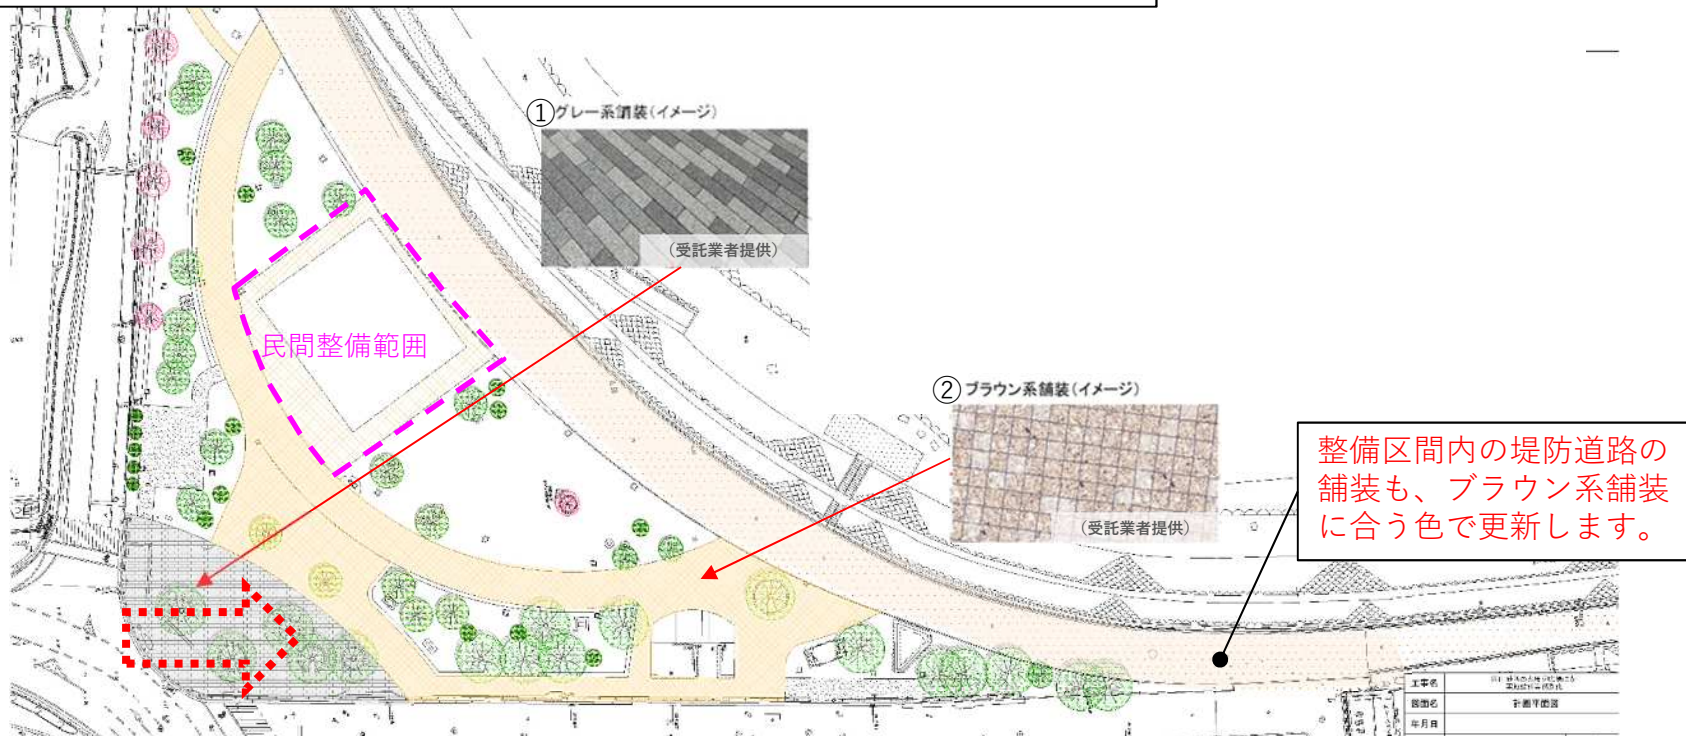 ①グレー系舗装(イメージ)
(受託業者提供)
民間整備範囲
②ブラウン系舗装(イメージ)
(受託業者提供)
整備区間内の堤防道路の
舗装も、ブラウン系舗装
に合う色で更新します。
工事名
図面名 計画平面図
年月日